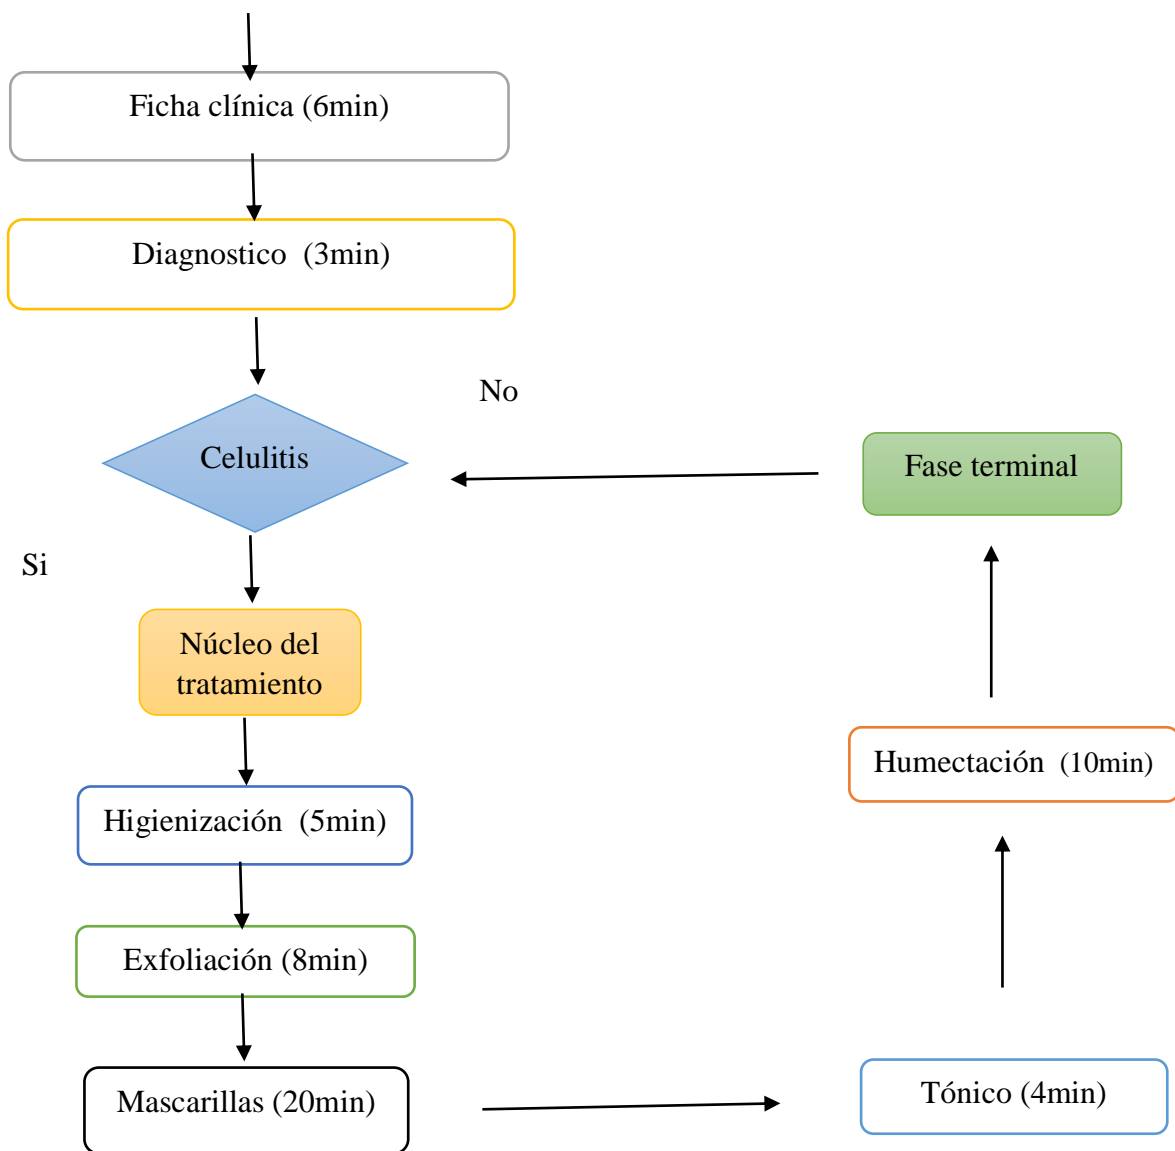 Ficha clínica (6min)
Diagnostico (3min)
No
Celulitis
Fase terminal
Si
Núcleo del
tratamiento
Humectación (10min)
Higienización (5min)
Exfoliación (8min)
Mascarillas (20min)
Tónico (4min)